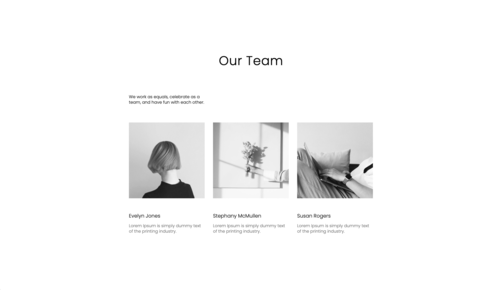 Our Team
We work as equals, celebrate as a
team, and have fun with each other.
Evelyn Jones
Stephany McMullen
Susan Rogers
Lorem Ipsum is simply dummy text
of the printing industry
Lorem Ipsum is simply dummy text
of the printing industry.
Lorem Ipsum is simply dummy text
of the printing industry.